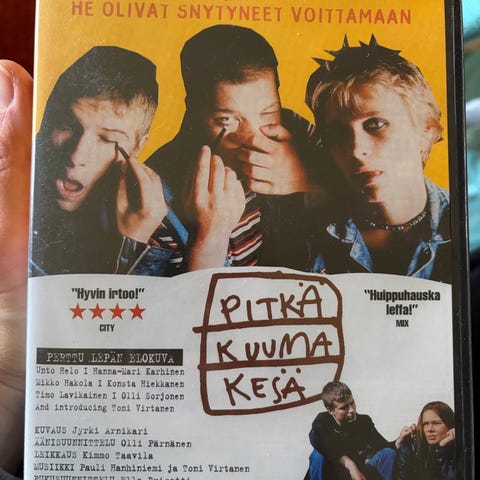 HE OLIVAT SNYTYNEET VOITTAMAAN
"Hyvin irtoo!"
★★★★
CITY
PITKÄ
KUUMA
KESÄ
"Huippuhauska
leffa!"
MIX
PERTTU LEPÄN ELOKUVA
Unto Helo I Hanna-Mari Karhinen
Mikko Hakola I Konsta Hiekkanen
Timo Lavikainen I Olli Sorjonen
And introducing Toni Virtanen
KUVAUS Jyrki Arnikari
ÄÄNISUUNNITTELU Olli Pärnänen
LEIKKAUS Kimmo Taavila
MUSIIKKI Pauli Hanhiniemi ja Toni Virtanen
PUKUSUUNNITTELU